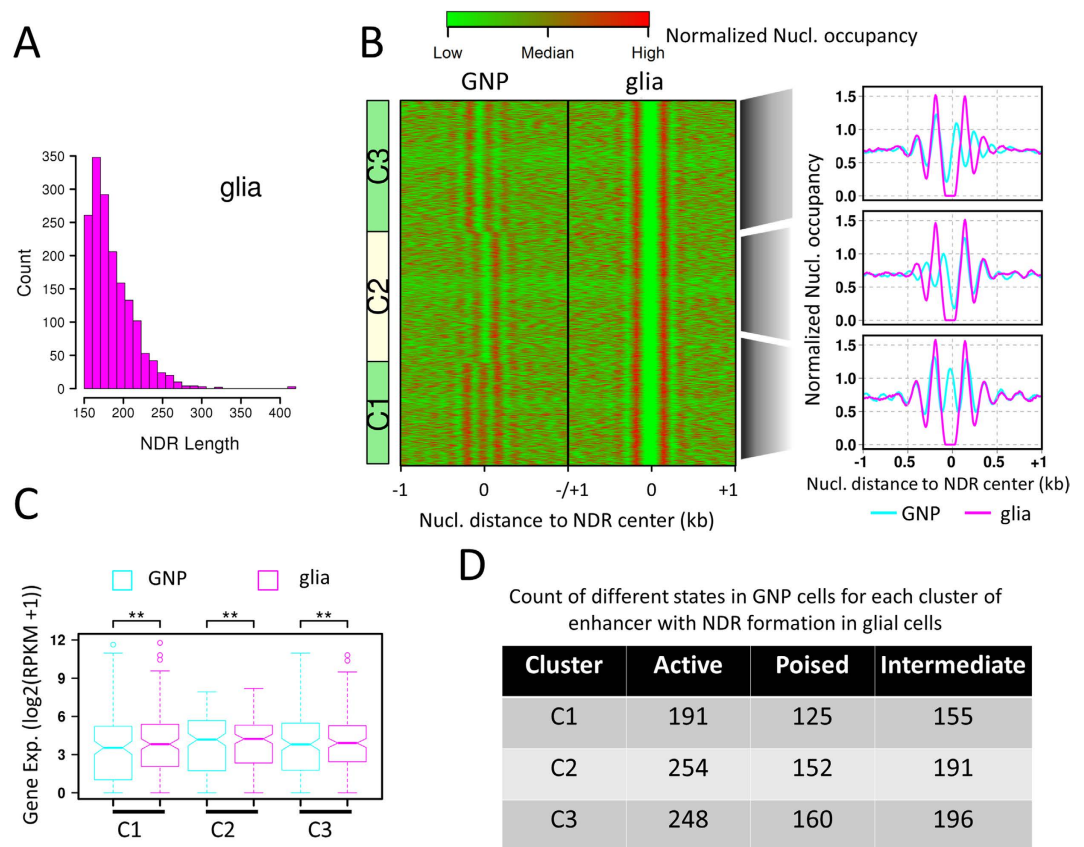 A
350
300
250
200
150
100
50
0
Count
glia
150 200 250 300 350 400
NDR Length
B
Low Median High
Normalized Nucl. occupancy
GNP glia
C3
C2
C1
-1 0 -/+1 0 +1
Nucl. distance to NDR center (kb)
Normalized Nucl. occupancy
1.5
1.0
0.5
0.0
1.5
1.0
0.5
0.0
1.5
1.0
0.5
0.0
-1 0.5 0 0.5 +1
Nucl. distance to NDR center (kb)
GNP glia
C
GNP glia
** ** **
Gene Exp. (log2(RPKM +1))
12
9
6
3
0
C1 C2 C3
D
Count of different states in GNP cells for each cluster of
enhancer with NDR formation in glial cells
Cluster Active Poised Intermediate
C1 191 125 155
C2 254 152 191
C3 248 160 196